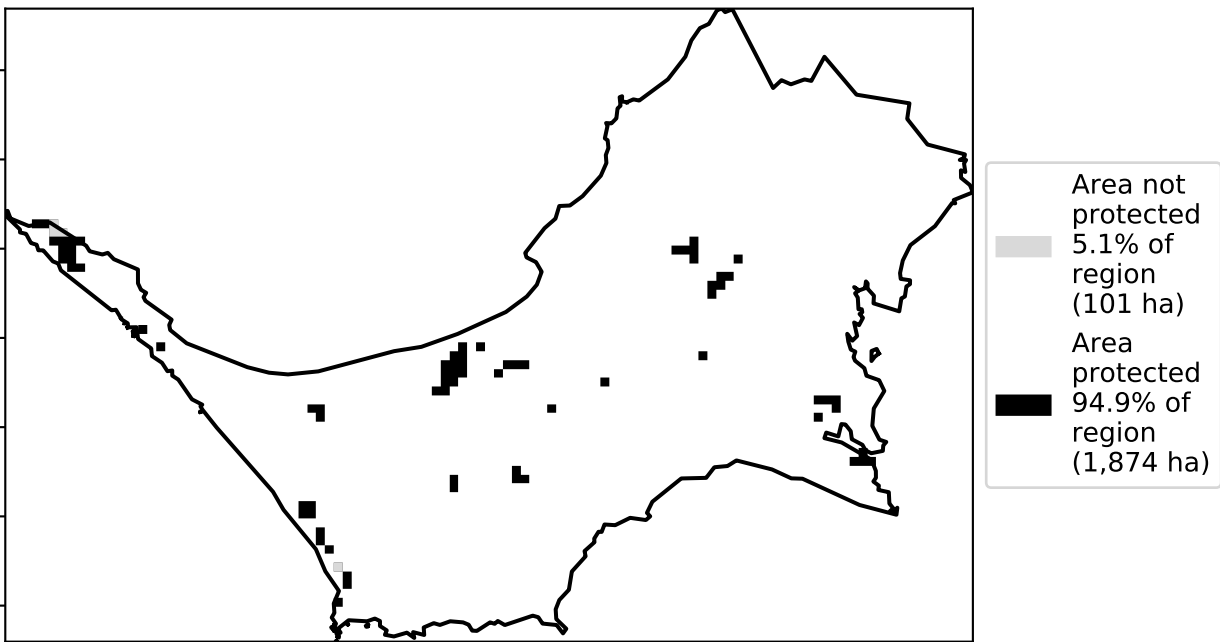 Area not
protected
5.1% of
region
(101 ha)
Area
protected
94.9% of
region
(1,874 ha)